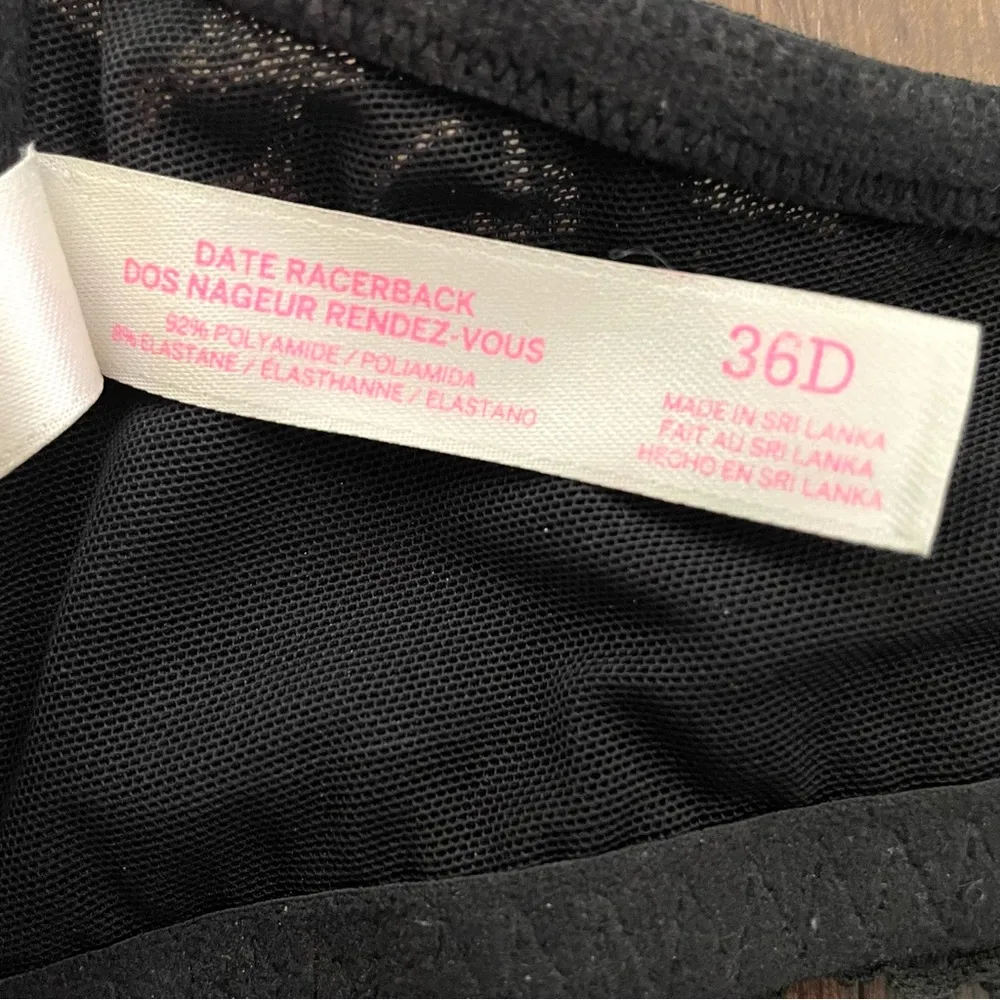 DATE RACERBACK
DOS NAGEUR RENDEZ-VOUS
92% POLYAMIDE / POLIAMIDA
8% ELASTANE / ÉLASTHANNE / ELASTANO
36D
MADE IN SRI LANKA
FAIT AU SRI LANKA
HECHO EN SRI LANKA